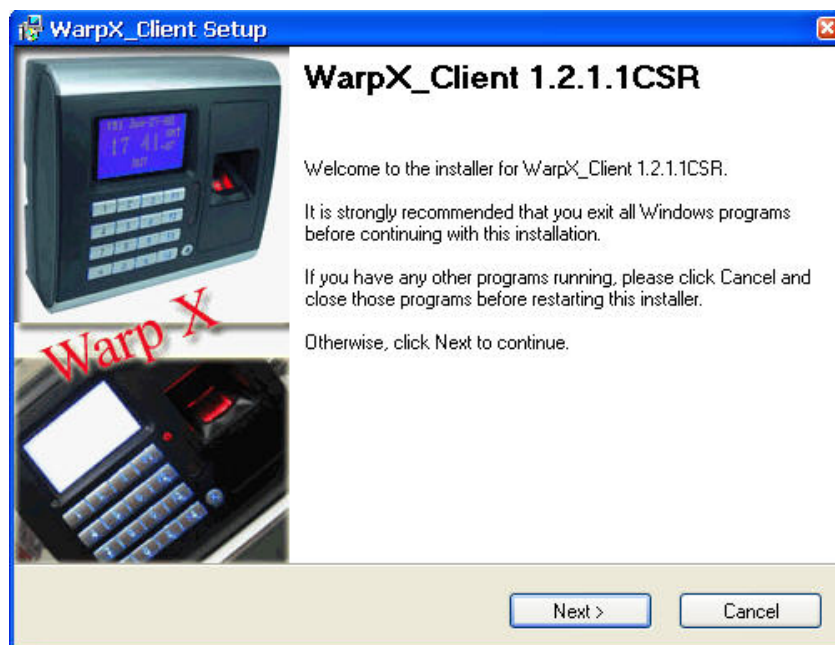 WarpX_Client Setup
WarpX_Client 1.2.1.1CSR
Welcome to the installer for WarpX_Client 1.2.1.1CSR.
It is strongly recommended that you exit all Windows programs
before continuing with this installation.
If you have any other programs running, please click Cancel and
close those programs before restarting this installer.
Otherwise, click Next to continue.
17 41
Warp X
Next >
Cancel